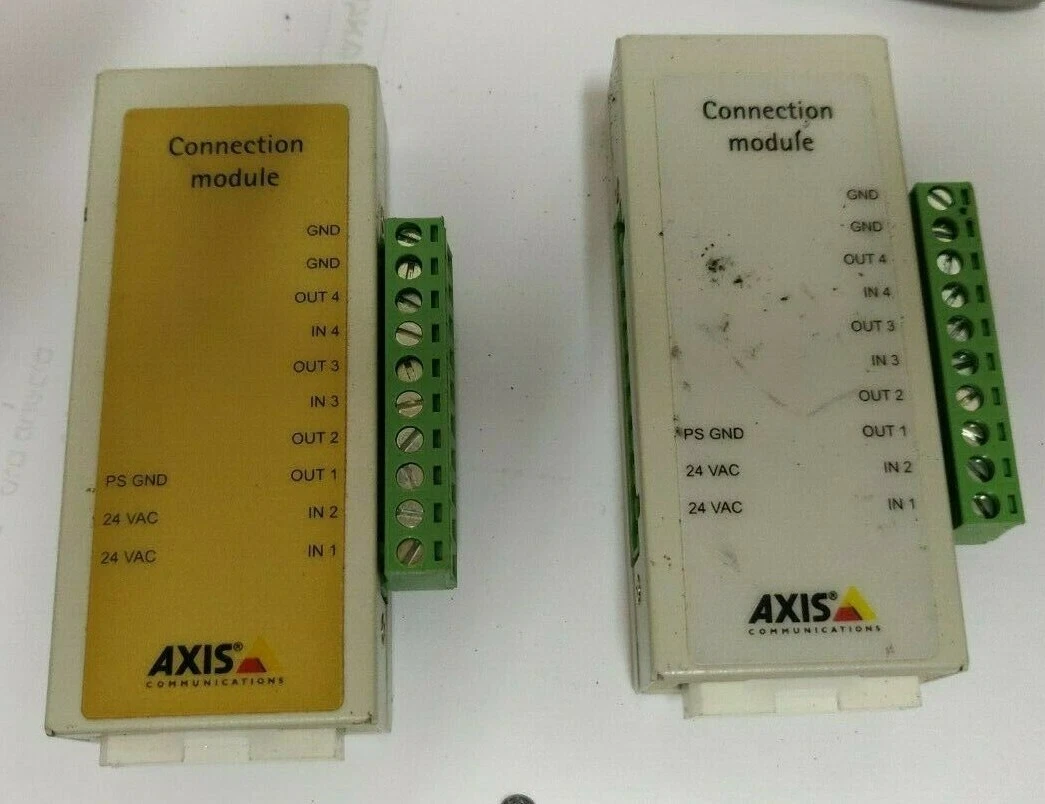 Connection
module
GND
GND
OUT 4
IN 4
OUT 3
IN 3
OUT 2
PS GND OUT 1
24 VAC IN 2
24 VAC IN 1
AXIS®
COMMUNICATIONS
Connection
module
GND
GND
OUT 4
IN 4
OUT 3
IN 3
OUT 2
PS GND OUT 1
24 VAC IN 2
24 VAC IN 1
AXIS®
COMMUNICATIONS